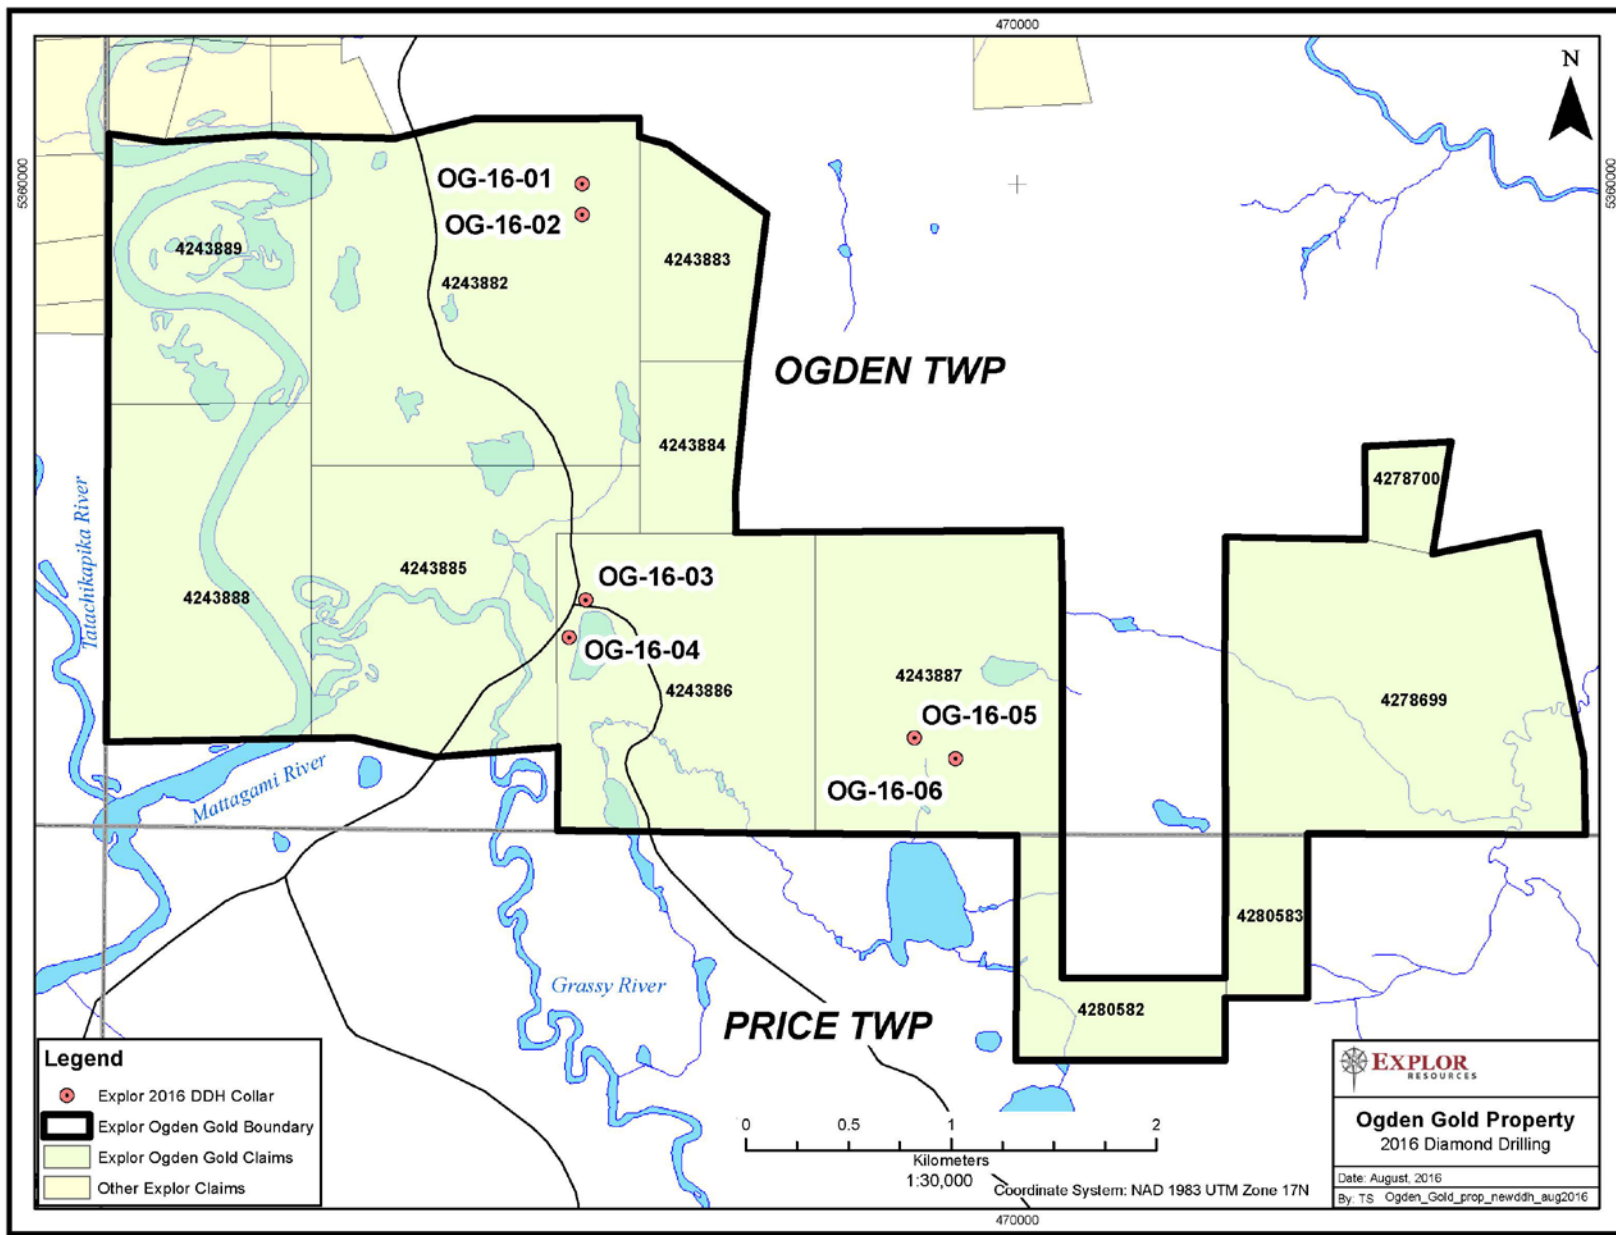 470000
N
5360000
5360000
OG-16-01
OG-16-02
4243889
4243882
4243883
OGDEN TWP
4243884
4278700
Tatachikapika River
4243885
4243888
OG-16-03
OG-16-04
4243886
4243887
4278699
OG-16-05
OG-16-06
Mattagami River
4280583
Grassy River
4280582
PRICE TWP
Legend
Explor 2016 DDH Collar
Explor Ogden Gold Boundary
Explor Ogden Gold Claims
Other Explor Claims
0 0.5 1 2
Kilometers
1:30,000
Coordinate System: NAD 1983 UTM Zone 17N
EXPLOR
RESOURCES
Ogden Gold Property
2016 Diamond Drilling
Date: August, 2016
By: TS Ogden_Gold_prop_newddh_aug2016
470000